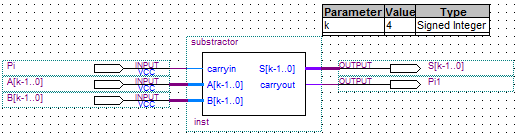 Parameter Value Type
k 4 Signed Integer
substractor
Pi INPUT VCC carryin S[k-1..0] OUTPUT S[k-1..0]
A[k-1..0] INPUT VCC A[k-1..0] carryout OUTPUT Pi1
B[k-1..0] INPUT VCC B[k-1..0]
inst